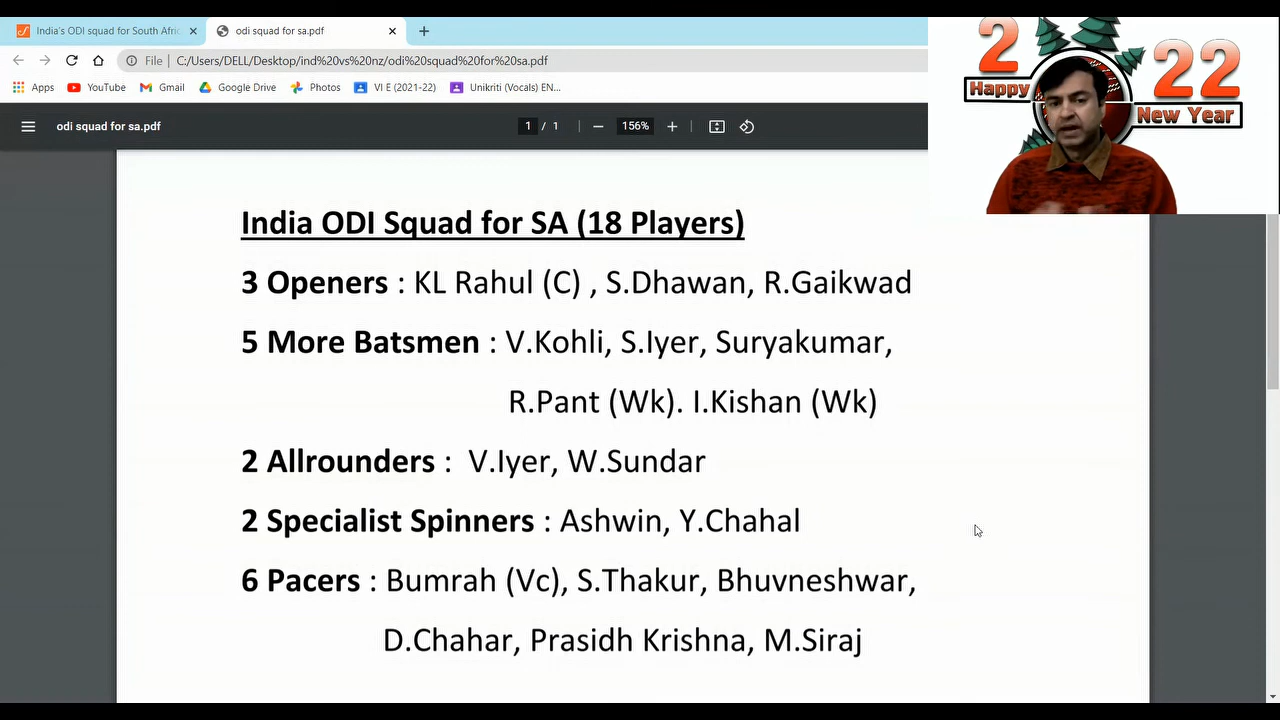 India's ODI squad for South Afric
odi squad for sa.pdf
File | C:/Users/DELL/Desktop/ind%20vs%20nz/odi%20squad%20for%20sa.pdf
Apps YouTube Gmail Google Drive Photos VI E (2021-22) Unikriti (Vocals) IN...
odi squad for sa.pdf 1 / 1 156%
2 22
Happy
New Year
India ODI Squad for SA (18 Players)
3 Openers : KL Rahul (C) , S.Dhawan, R.Gaikwad
5 More Batsmen : V.Kohli, S.Iyer, Suryakumar,
R.Pant (Wk). I.Kishan (Wk)
2 Allrounders : V.Iyer, W.Sundar
2 Specialist Spinners : Ashwin, Y.Chahal
6 Pacers : Bumrah (Vc), S.Thakur, Bhuvneshwar,
D.Chahar, Prasidh Krishna, M.Siraj